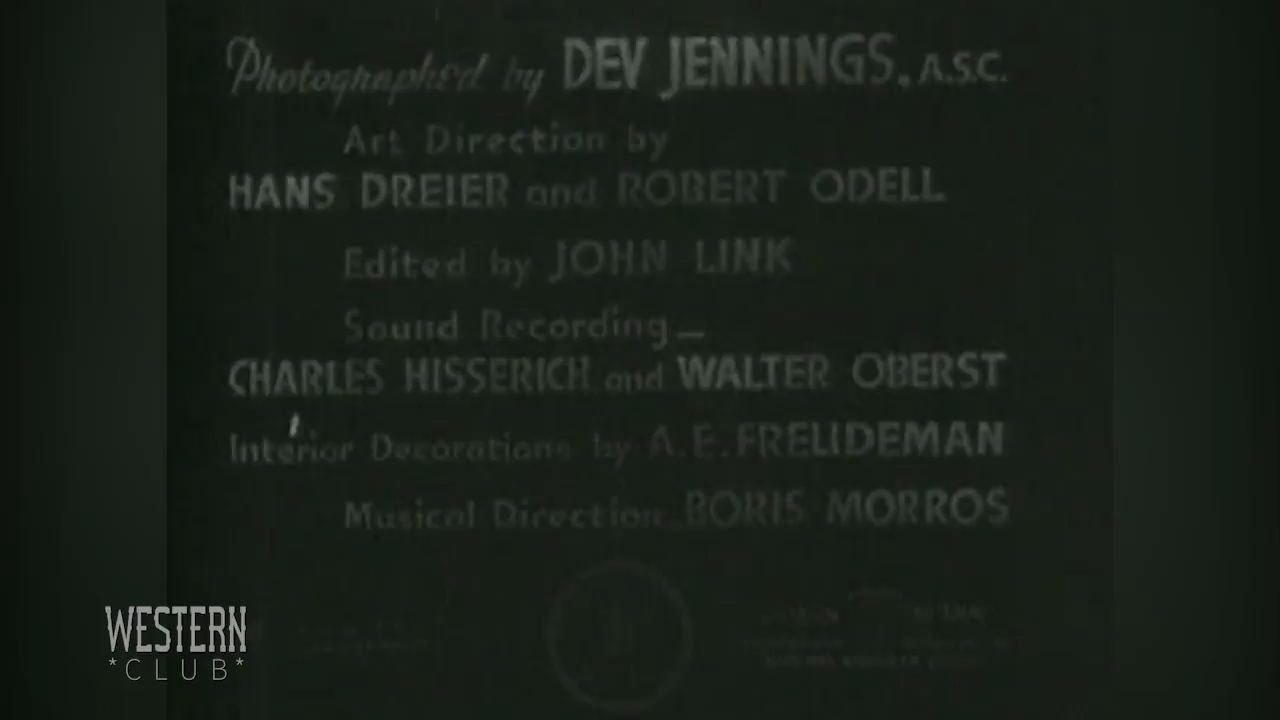 Photographed by DEV JENNINGS, A.S.C.
Art Direction by
HANS DREIER and ROBERT ODELL
Edited by JOHN LINK
Sound Recording—
CHARLES HISSERICH and WALTER OBERST
Interior Decorations by A.E. FREUDEMAN
Musical Direction BORIS MORROS
WESTERN
*CLUB*